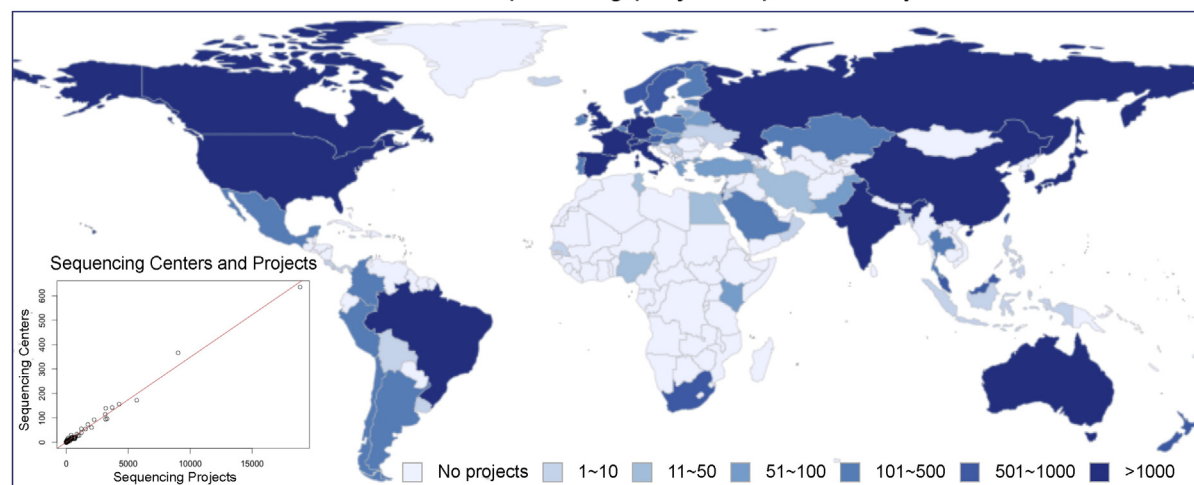 Sequencing Centers and Projects
Sequencing Centers
600
500
400
300
200
100
0
0 5000 10000 15000
Sequencing Projects
No projects 1~10 11~50 51~100 101~500 501~1000 >1000